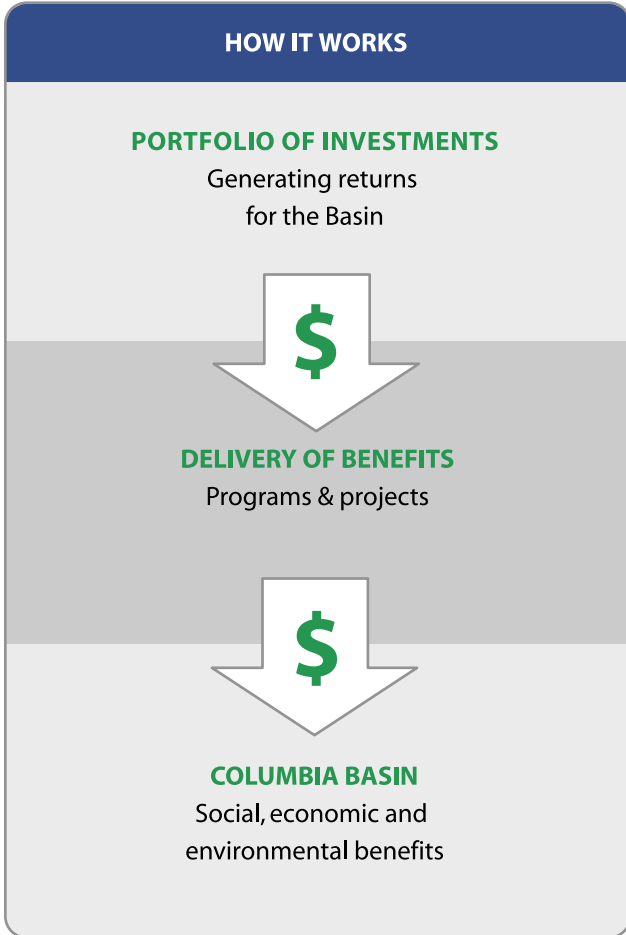 HOW IT WORKS
PORTFOLIO OF INVESTMENTS
Generating returns
for the Basin
$
DELIVERY OF BENEFITS
Programs & projects
$
COLUMBIA BASIN
Social, economic and
environmental benefits